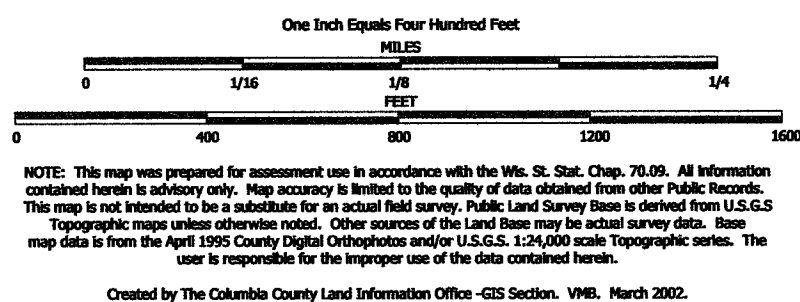 One Inch Equals Four Hundred Feet
MILES
0 1/16 1/8 1/4
FEET
0 400 800 1200 1600
NOTE: This map was prepared for assessment use in accordance with the Wis. St. Stat. Chap. 70.09. All information
contained herein is advisory only. Map accuracy is limited to the quality of data obtained from other Public Records.
This map is not intended to be a substitute for an actual field survey. Public Land Survey Base is derived from U.S.G.S
Topographic maps unless otherwise noted. Other sources of the Land Base may be actual survey data. Base
map data is from the April 1995 County Digital Orthophotos and/or U.S.G.S. 1:24,000 scale Topographic series. The
user is responsible for the improper use of the data contained herein.
Created by The Columbia County Land Information Office -GIS Section. VMB. March 2002.